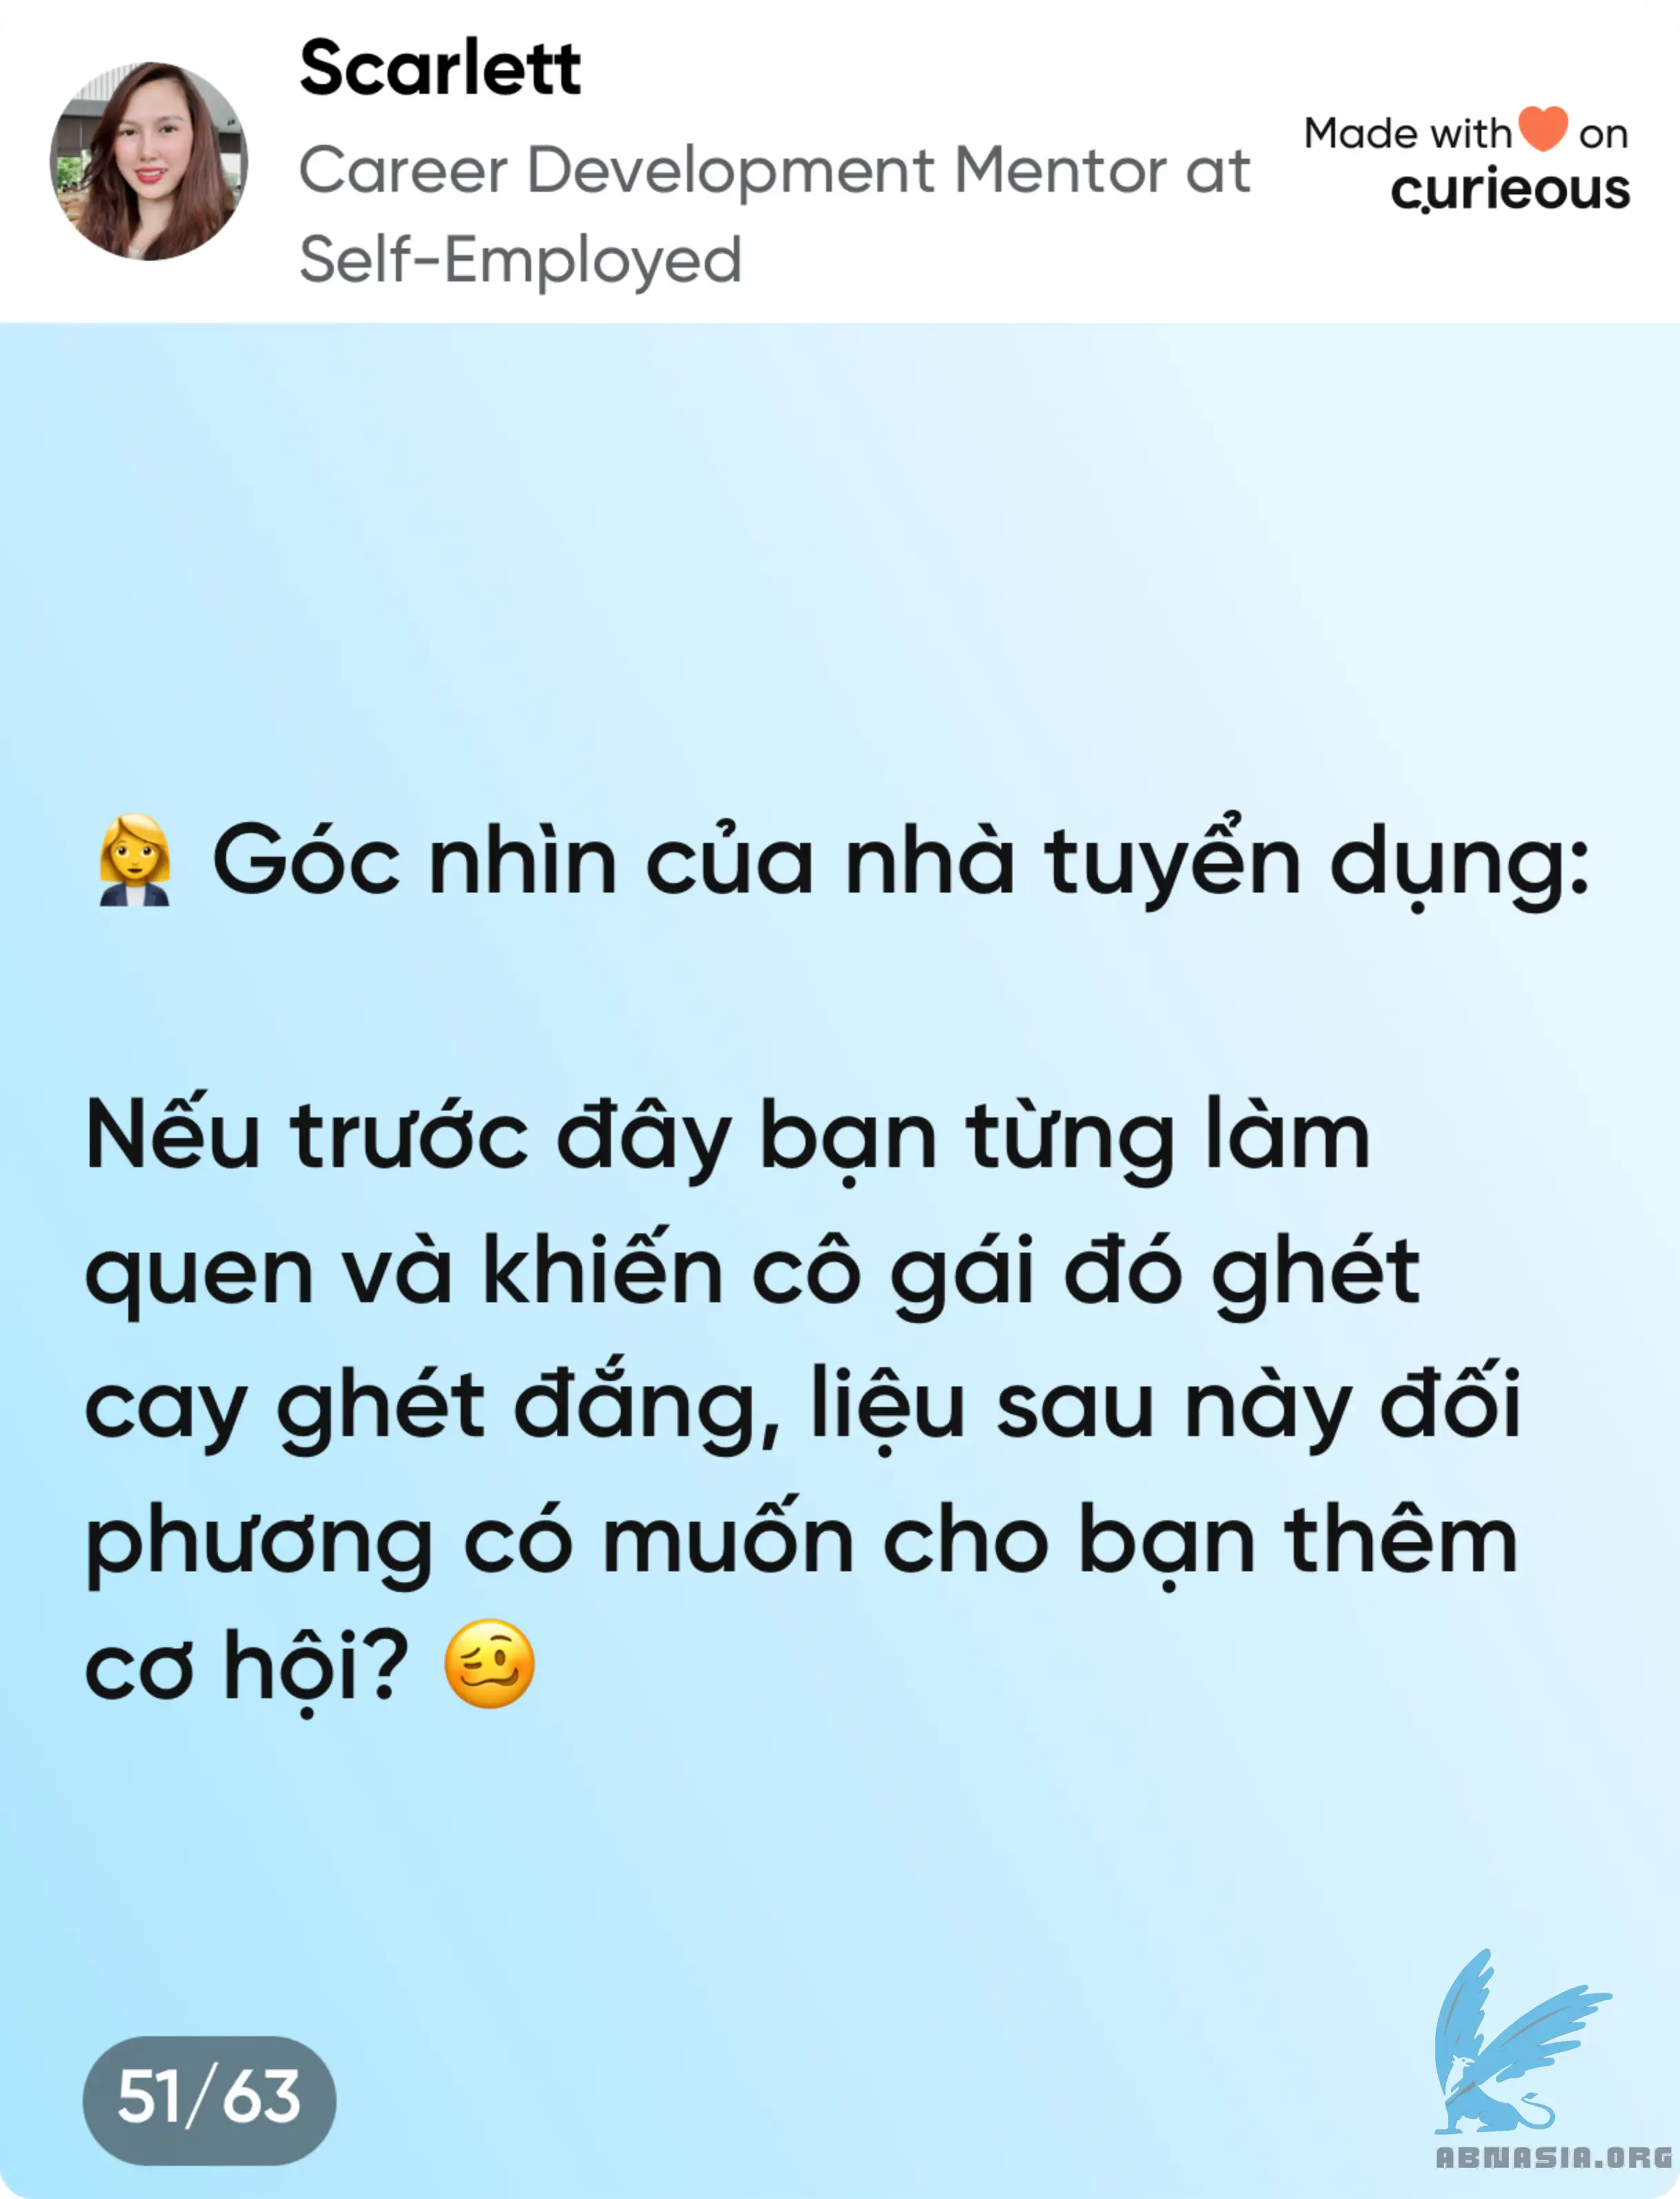 Scarlett
Career Development Mentor at
Self-Employed
Made with🧡on
curieous
👩‍💼 Góc nhìn của nhà tuyển dụng:
Nếu trước đây bạn từng làm
quen và khiến cô gái đó ghét
cay ghét đắng, liệu sau này đối
phương có muốn cho bạn thêm
cơ hội? 🥴
51/63
ABNASIA.ORG